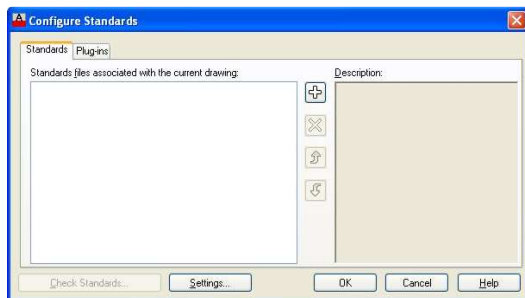 Configure Standards
Standards Plug-ins
Standards files associated with the current drawing:
Description:
Check Standards...
Settings...
OK
Cancel
Help